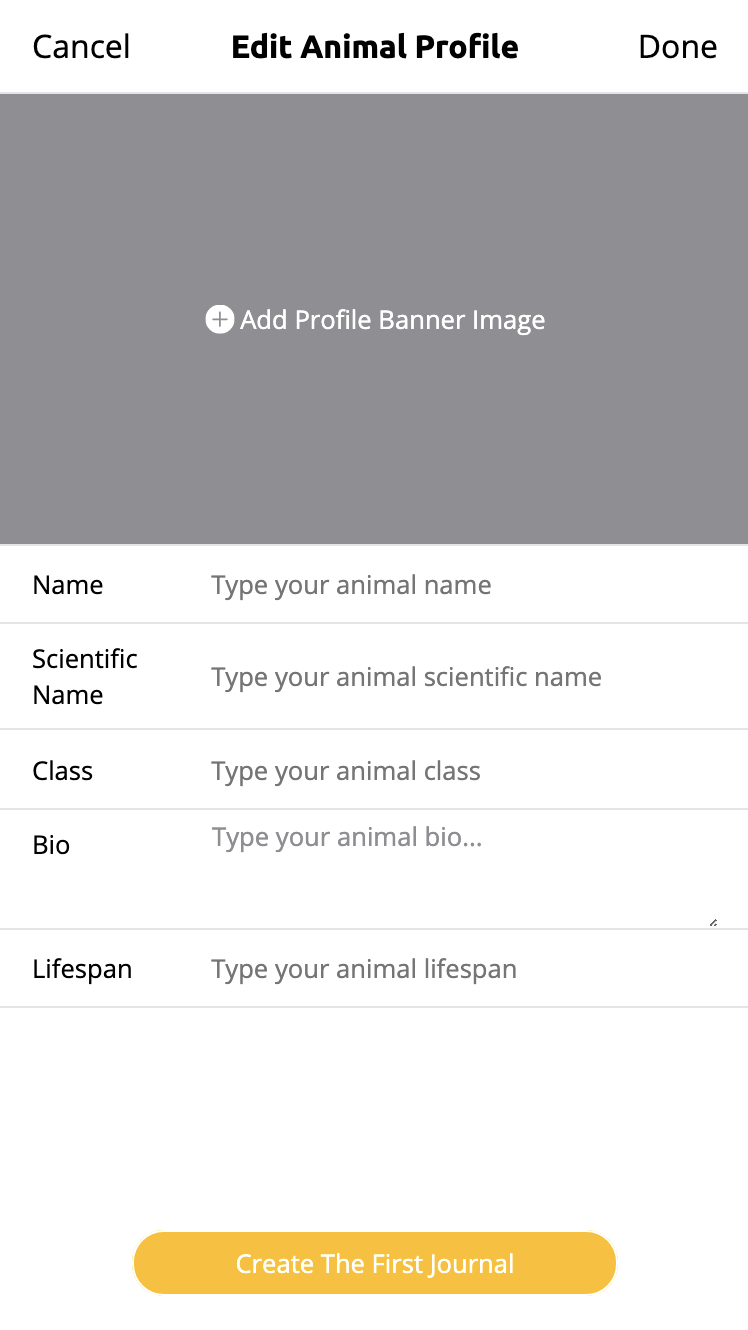 Cancel Edit Animal Profile Done
Add Profile Banner Image
Name Type your animal name
Scientific
Name
Type your animal scientific name
Class Type your animal class
Bio Type your animal bio...
Lifespan Type your animal lifespan
Create The First Journal